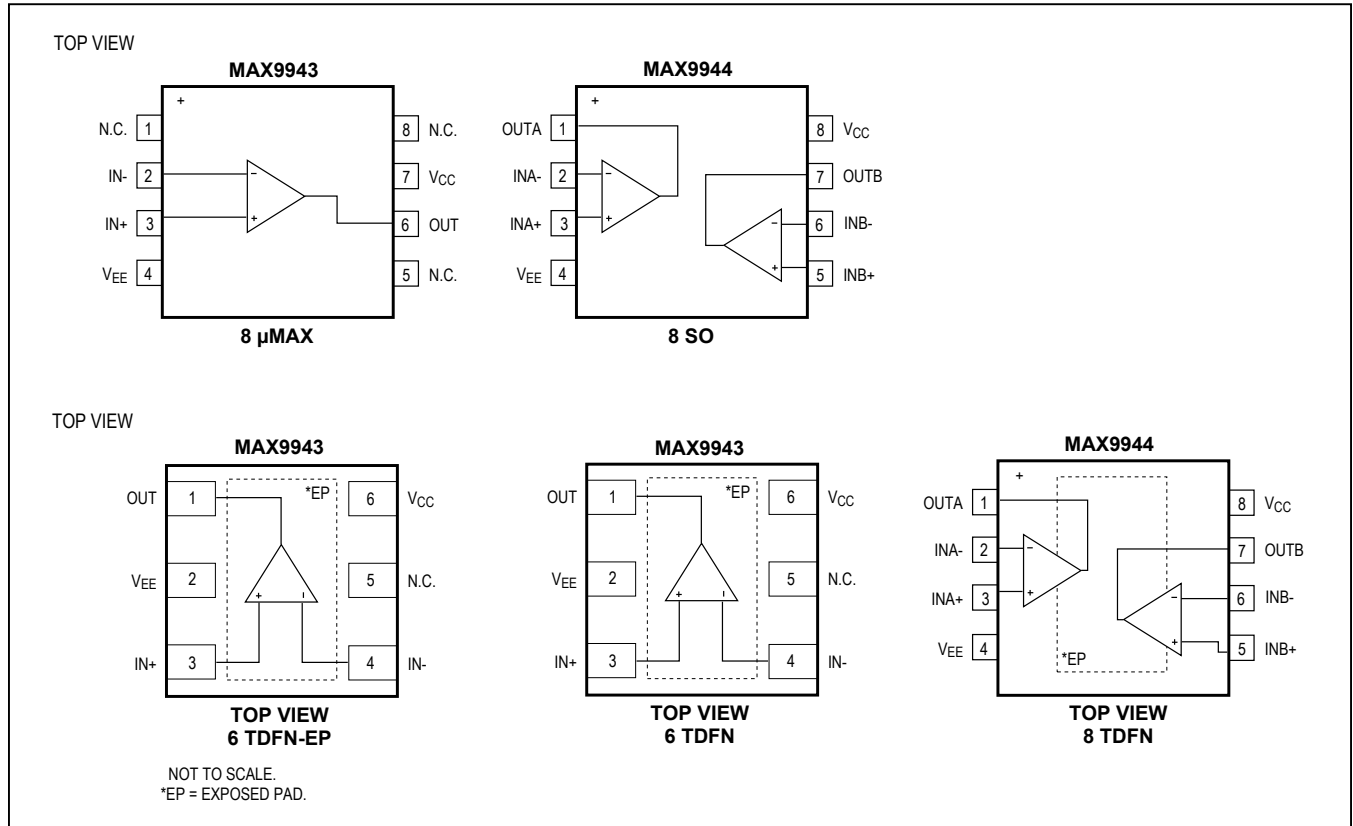 TOP VIEW
MAX9943
+
N.C. 1
IN- 2
IN+ 3
VEE 4
8 N.C.
7 VCC
6 OUT
5 N.C.
−
+
8 µMAX
MAX9944
+
OUTA 1
INA- 2
INA+ 3
VEE 4
8 VCC
7 OUTB
6 INB-
5 INB+
−
+
−
+
8 SO
TOP VIEW
MAX9943
OUT 1
VEE 2
IN+ 3
*EP
6 VCC
5 N.C.
4 IN-
+ −
TOP VIEW
6 TDFN-EP
MAX9943
OUT 1
VEE 2
IN+ 3
*EP
6 VCC
5 N.C.
4 IN-
+ −
TOP VIEW
6 TDFN
MAX9944
+
OUTA 1
INA- 2
INA+ 3
VEE 4
8 VCC
7 OUTB
6 INB-
5 INB+
−
+
−
+
*EP
TOP VIEW
8 TDFN
NOT TO SCALE.
*EP = EXPOSED PAD.